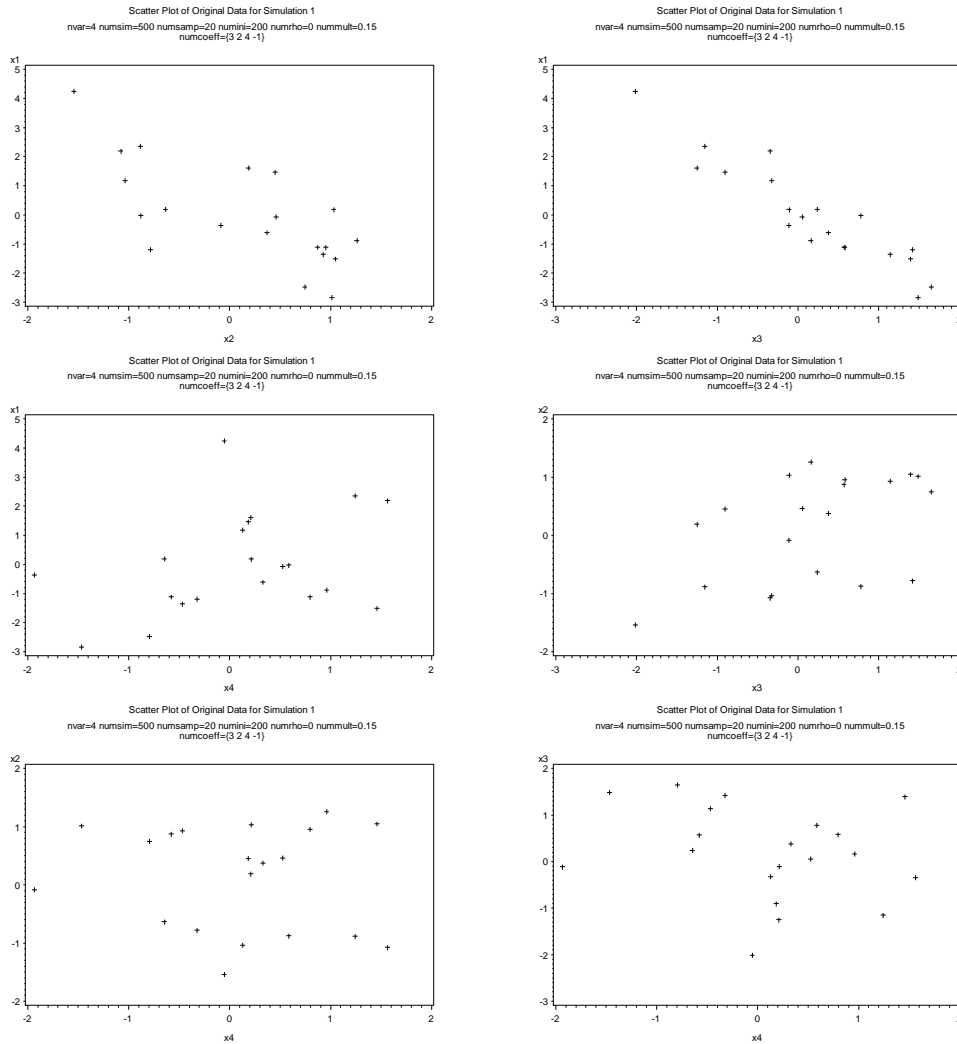 Scatter Plot of Original Data for Simulation 1
nvar=4 numsim=500 numsamp=20 numini=200 numrho=0 nummult=0.15
numcoeff={3 2 4 -1}
x1
5
4
3
2
1
0
-1
-2
-3
-2
-1
0
1
2
x2
Scatter Plot of Original Data for Simulation 1
nvar=4 numsim=500 numsamp=20 numini=200 numrho=0 nummult=0.15
numcoeff={3 2 4 -1}
x1
5
4
3
2
1
0
-1
-2
-3
-3
-2
-1
0
1
x3
Scatter Plot of Original Data for Simulation 1
nvar=4 numsim=500 numsamp=20 numini=200 numrho=0 nummult=0.15
numcoeff={3 2 4 -1}
x1
5
4
3
2
1
0
-1
-2
-3
-2
-1
0
1
2
x4
Scatter Plot of Original Data for Simulation 1
nvar=4 numsim=500 numsamp=20 numini=200 numrho=0 nummult=0.15
numcoeff={3 2 4 -1}
x2
2
1
0
-1
-2
-3
-2
-1
0
1
x3
Scatter Plot of Original Data for Simulation 1
nvar=4 numsim=500 numsamp=20 numini=200 numrho=0 nummult=0.15
numcoeff={3 2 4 -1}
x2
2
1
0
-1
-2
-2
-1
0
1
2
x4
Scatter Plot of Original Data for Simulation 1
nvar=4 numsim=500 numsamp=20 numini=200 numrho=0 nummult=0.15
numcoeff={3 2 4 -1}
x3
2
1
0
-1
-2
-3
-2
-1
0
1
x4